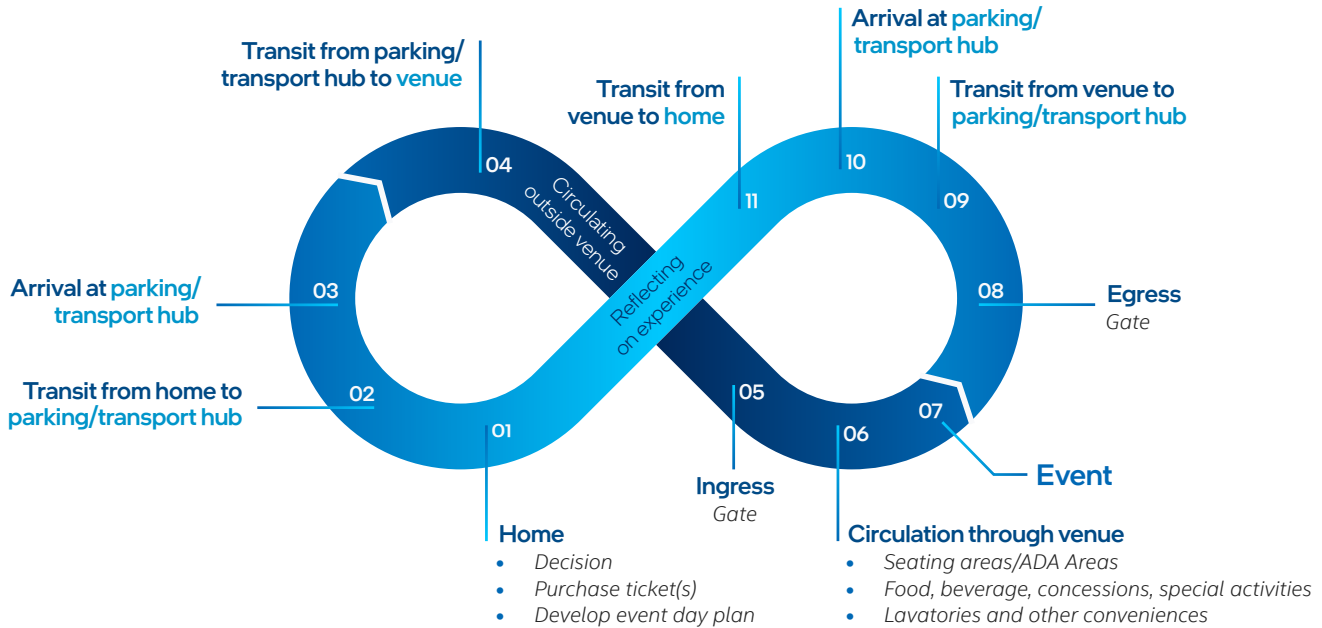 Arrival at parking/
transport hub
Transit from parking/
transport hub to venue
Transit from
venue to home
Transit from venue to
parking/transport hub
04
10
Circulating
outside venue
11
09
Arrival at parking/
transport hub
03
Reflecting
on experience
08
Egress
Gate
Transit from home to
parking/transport hub
02
05
07
01
06
Event
Ingress
Gate
Home
• Decision
• Purchase ticket(s)
• Develop event day plan
Circulation through venue
• Seating areas/ADA Areas
• Food, beverage, concessions, special activities
• Lavatories and other conveniences